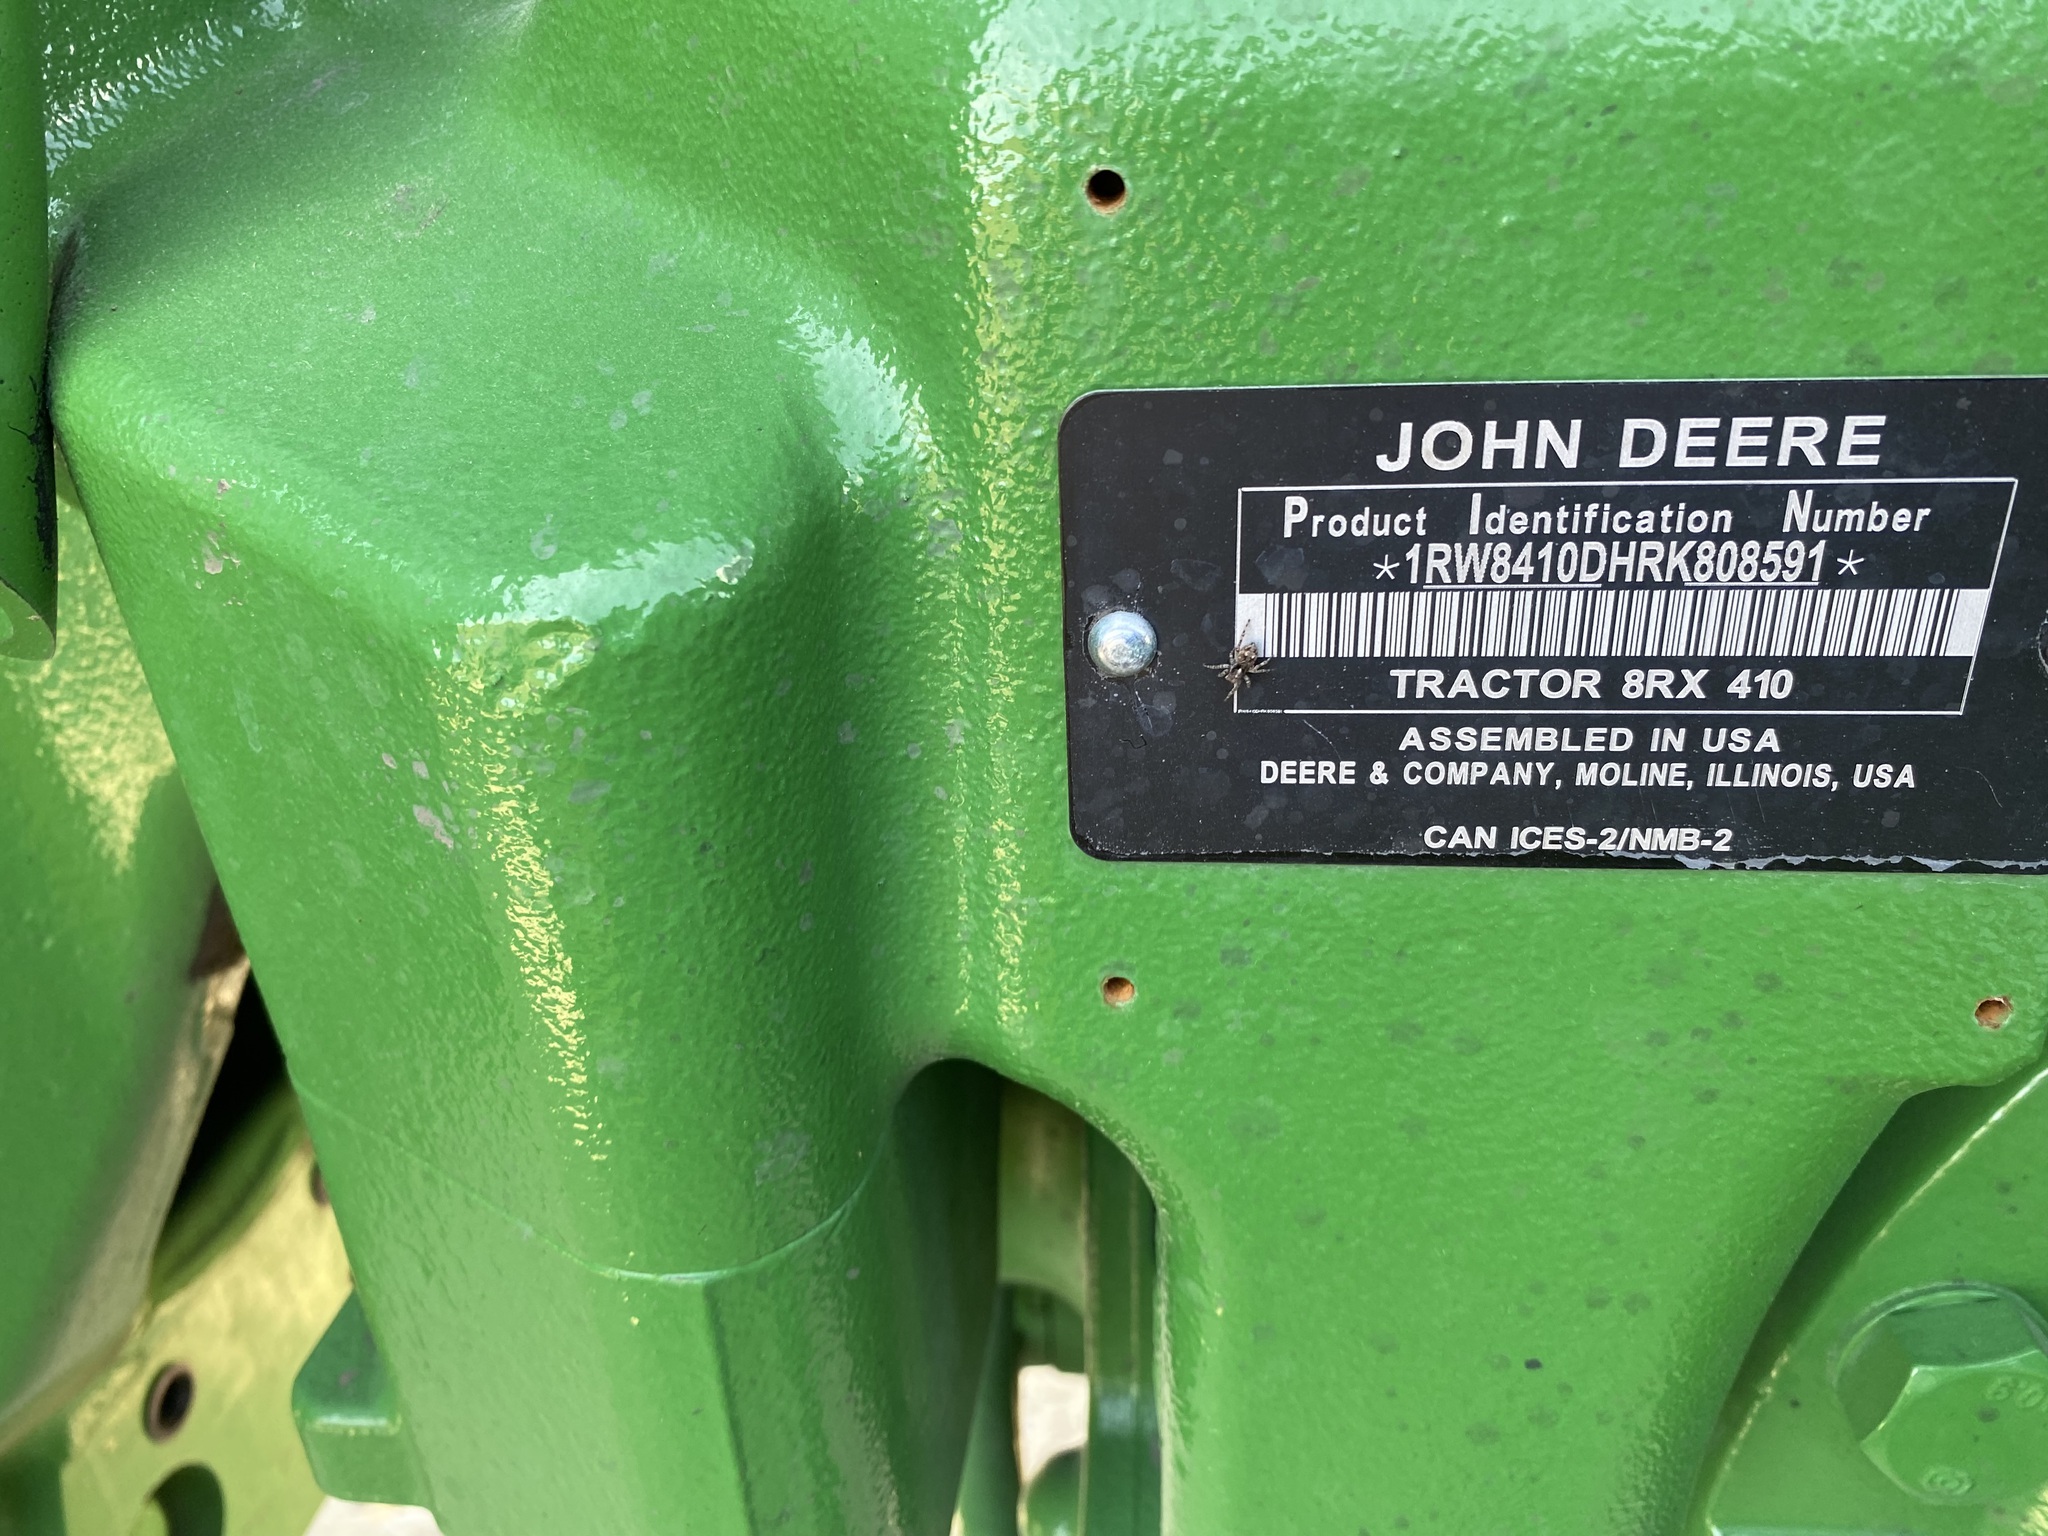 JOHN DEERE
Product Identification Number
*1RW8410DHRK808591*
TRACTOR 8RX 410
ASSEMBLED IN USA
DEERE & COMPANY, MOLINE, ILLINOIS, USA
CAN ICES-2/NMB-2